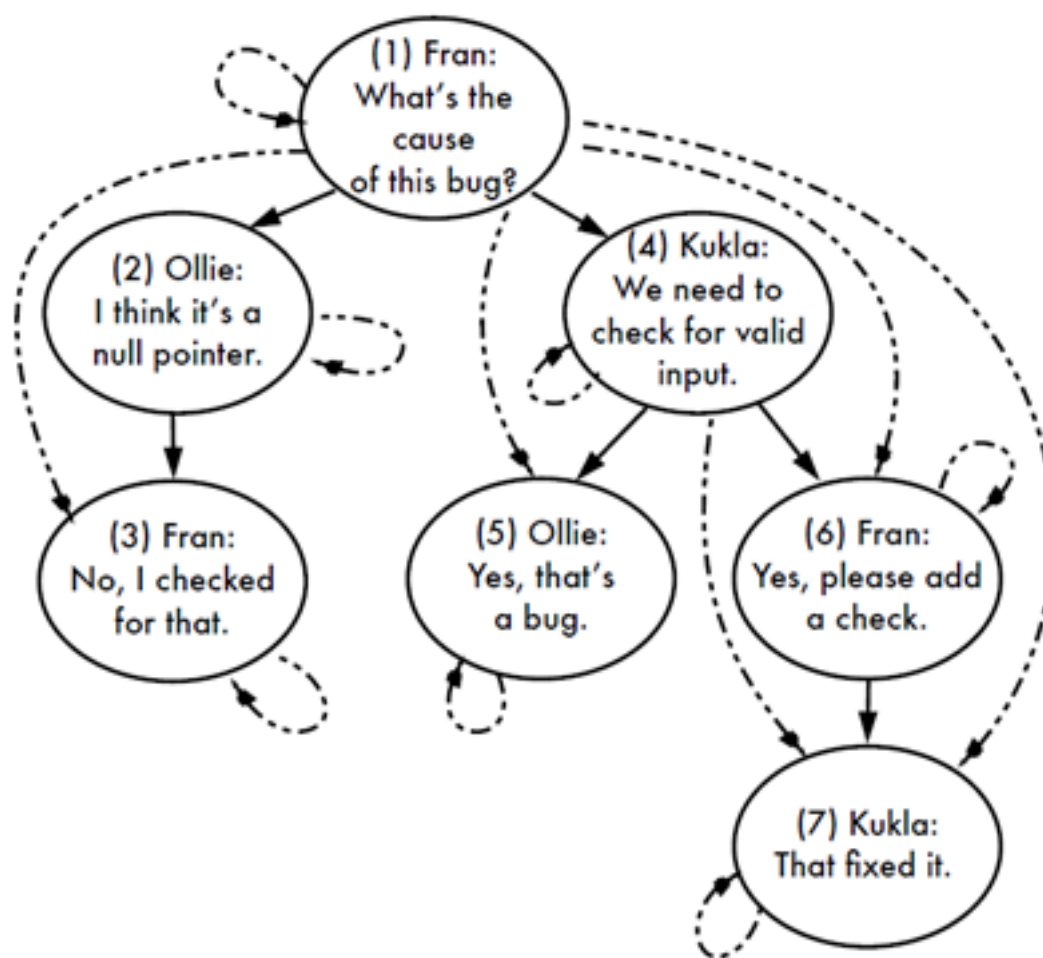 (1) Fran:
What's the
cause
of this bug?
(2) Ollie:
I think it's a
null pointer.
(4) Kukla:
We need to
check for valid
input.
(3) Fran:
No, I checked
for that.
(5) Ollie:
Yes, that's
a bug.
(6) Fran:
Yes, please add
a check.
(7) Kukla:
That fixed it.